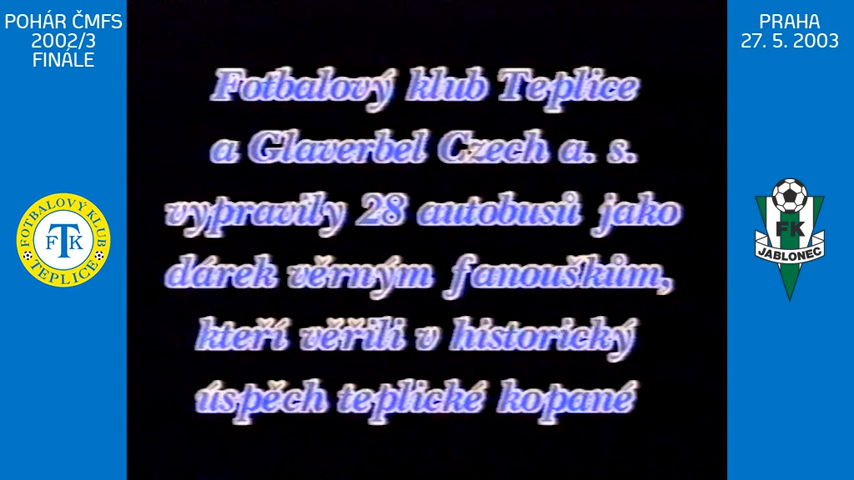 POHÁR ČMFS
2002/3
FINÁLE
Fotbalový klub Teplice
a Glaverbel Czech a. s.
vypravily 28 autobusů jako
dárek věrným fanouškům,
kteří věřili v historický
úspěch teplické kopané
PRAHA
27. 5. 2003
FOTBALOVÝ KLUB
FTK
TEPLICE
FK
JABLONEC